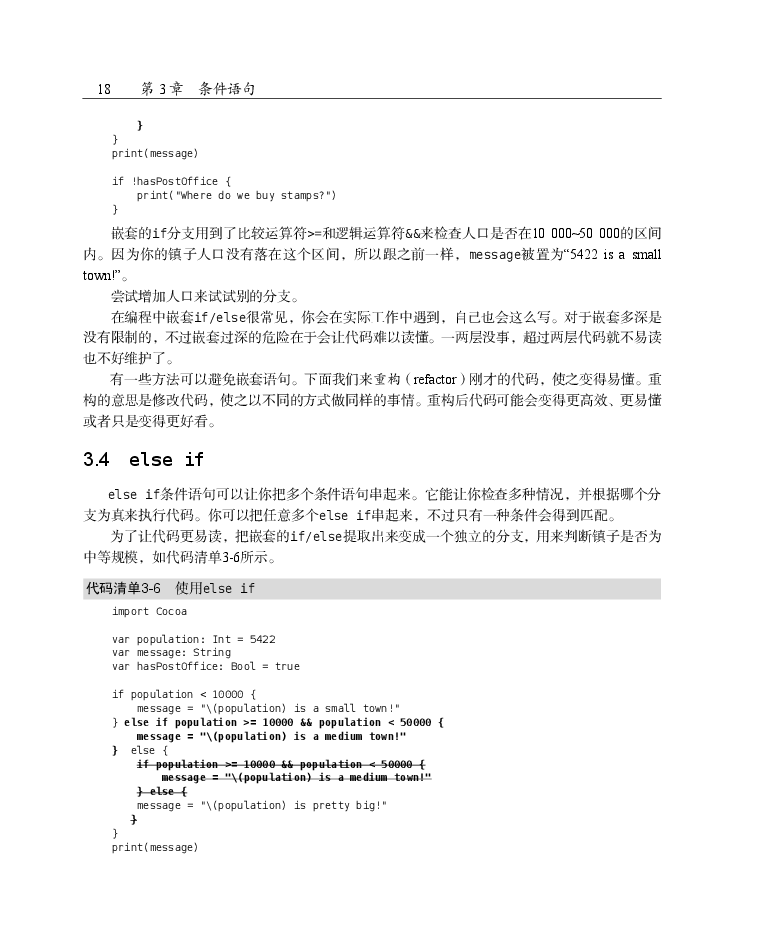 18 第 3 章 条件语句
}
}
print(message)
if !hasPostOffice {
print("Where do we buy stamps?")
}
嵌套的if分支用到了比较运算符>=和逻辑运算符&&来检查人口是否在10 000~50 000的区间
内。因为你的镇子人口没有落在这个区间，所以跟之前一样，message被置为“5422 is a small
town!”。
尝试增加人口来试试别的分支。
在编程中嵌套if/else很常见，你会在实际工作中遇到，自己也会这么写。对于嵌套多深是
没有限制的，不过嵌套过深的危险在于会让代码难以读懂。一两层没事，超过两层代码就不易读
也不好维护了。
有一些方法可以避免嵌套语句。下面我们来重构（refactor）刚才的代码，使之变得易懂。重
构的意思是修改代码，使之以不同的方式做同样的事情。重构后代码可能会变得更高效、更易懂
或者只是变得更好看。
3.4 else if
else if条件语句可以让你把多个条件语句串起来。它能让你检查多种情况，并根据哪个分
支为真来执行代码。你可以把任意多个else if串起来，不过只有一种条件会得到匹配。
为了让代码更易读，把嵌套的if/else提取出来变成一个独立的分支，用来判断镇子是否为
中等规模，如代码清单3-6所示。
代码清单3-6 使用else if
import Cocoa
var population: Int = 5422
var message: String
var hasPostOffice: Bool = true
if population < 10000 {
message = "\(population) is a small town!"
} else if population >= 10000 && population < 50000 {
message = "\(population) is a medium town!"
} else {
if population >= 10000 && population < 50000 {
message = "\(population) is a medium town!"
} else {
message = "\(population) is pretty big!"
}
}
print(message)